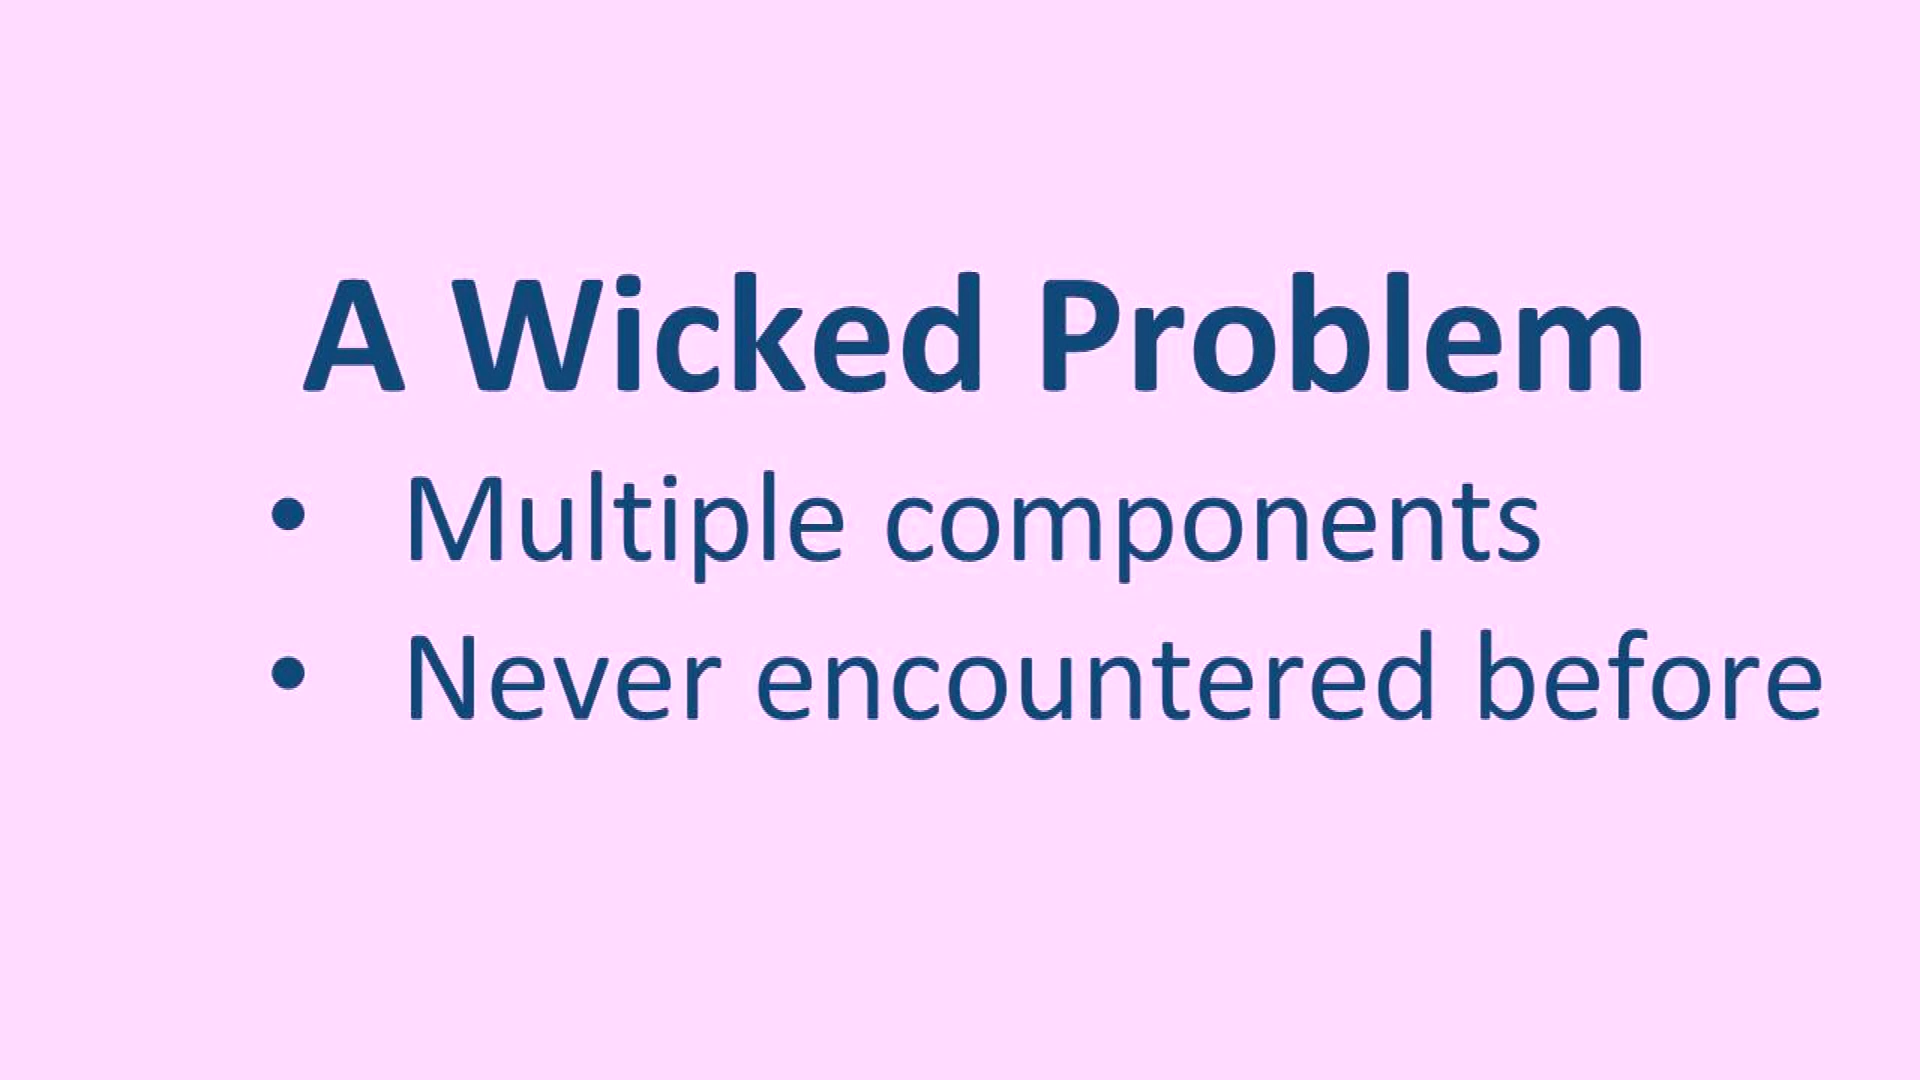 A Wicked Problem
• Multiple components
• Never encountered before